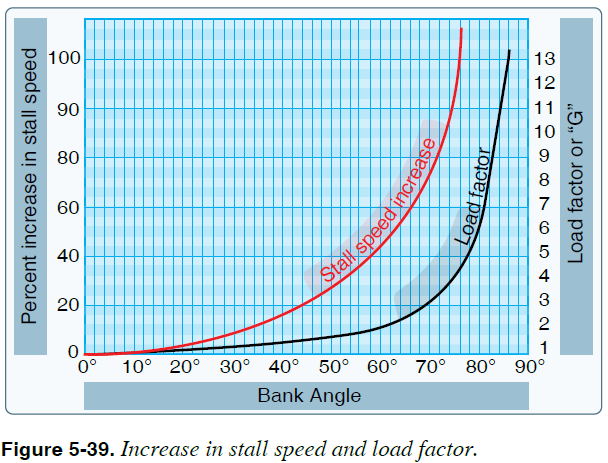 Percent increase in stall speed
100
90
80
60
40
20
0
Stall speed increase
Load factor
13
12
11
10
9
8
7
6
5
4
3
2
1
Load factor or “G”
0° 10° 20° 30° 40° 50° 60° 70° 80° 90°
Bank Angle
Figure 5-39. Increase in stall speed and load factor.